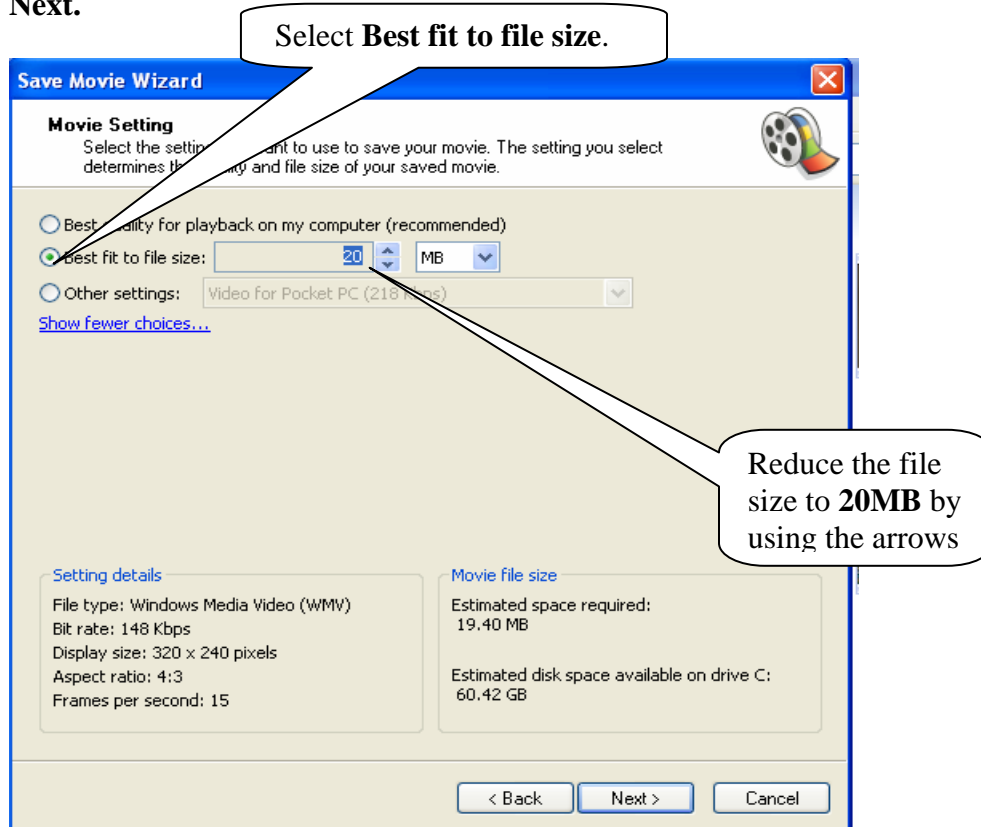 Next.
Select Best fit to file size.
Save Movie Wizard
Movie Setting
Select the settin nt to use to save your movie. The setting you select
determines th ity and file size of your saved movie.
Best quality for playback on my computer (recommended)
Best fit to file size: 20 MB
Other settings: Video for Pocket PC (218 Kbps)
Show fewer choices...
Reduce the file
size to 20MB by
using the arrows
Setting details
File type: Windows Media Video (WMV)
Bit rate: 148 Kbps
Display size: 320 x 240 pixels
Aspect ratio: 4:3
Frames per second: 15
Movie file size
Estimated space required:
19.40 MB
Estimated disk space available on drive C:
60.42 GB
< Back Next > Cancel